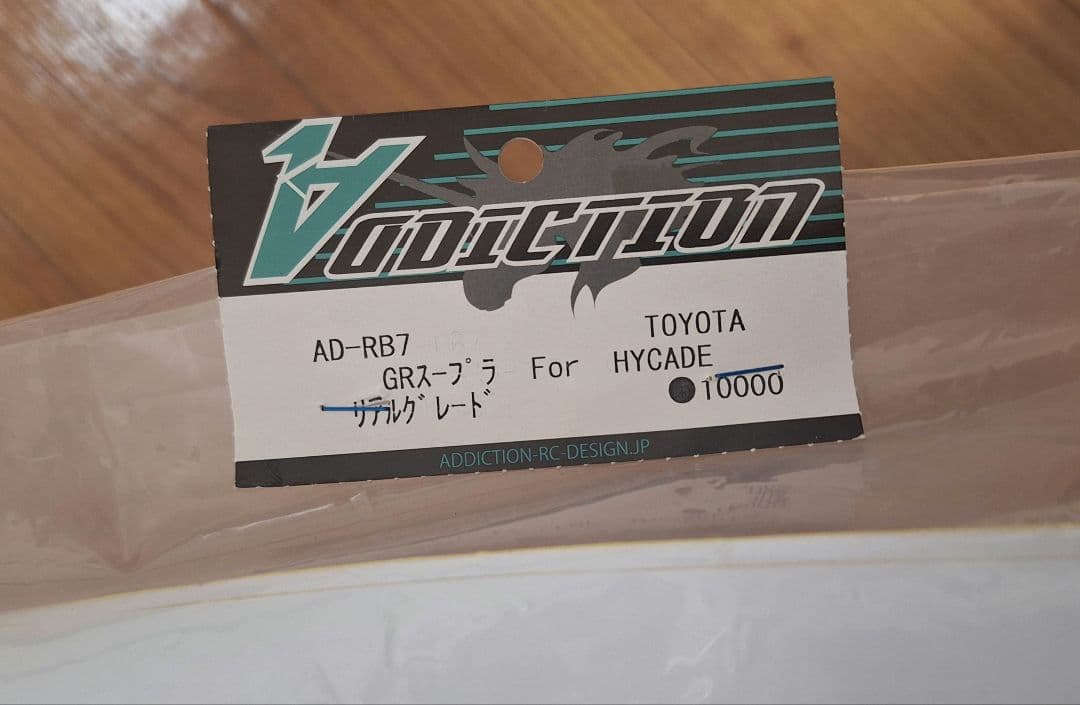 ADDICTION
AD-RB7
TOYOTA
GRスープラ For HYCADE
リアルグレード ●10000
ADDICTION-RC-DESIGN.JP